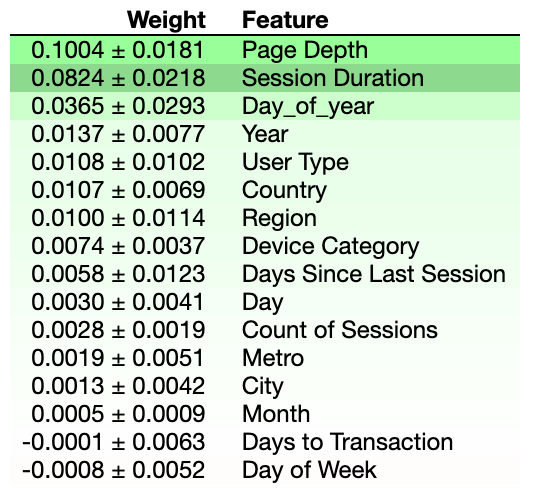 Weight Feature
0.1004 ± 0.0181 Page Depth
0.0824 ± 0.0218 Session Duration
0.0365 ± 0.0293 Day_of_year
0.0137 ± 0.0077 Year
0.0108 ± 0.0102 User Type
0.0107 ± 0.0069 Country
0.0100 ± 0.0114 Region
0.0074 ± 0.0037 Device Category
0.0058 ± 0.0123 Days Since Last Session
0.0030 ± 0.0041 Day
0.0028 ± 0.0019 Count of Sessions
0.0019 ± 0.0051 Metro
0.0013 ± 0.0042 City
0.0005 ± 0.0009 Month
-0.0001 ± 0.0063 Days to Transaction
-0.0008 ± 0.0052 Day of Week